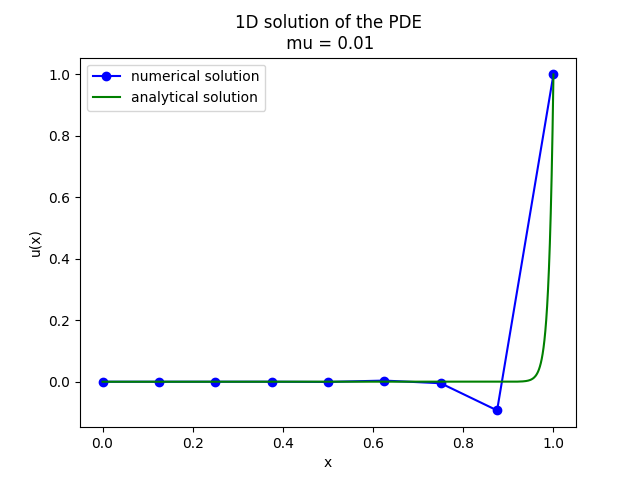 1D solution of the PDE
mu = 0.01
numerical solution
analytical solution
1.0
0.8
0.6
0.4
0.2
0.0
u(x)
0.0 0.2 0.4 0.6 0.8 1.0
x